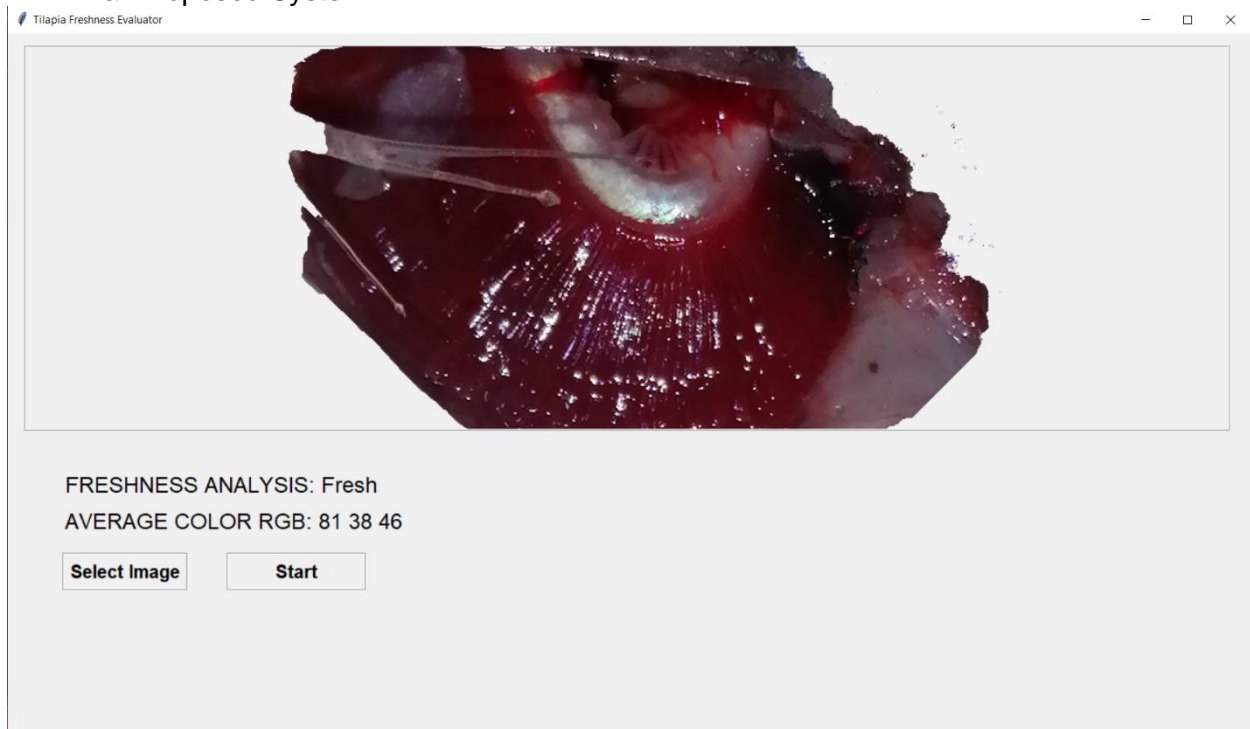 Tilapia Freshness Evaluator
FRESHNESS ANALYSIS: Fresh
AVERAGE COLOR RGB: 81 38 46
Select Image
Start